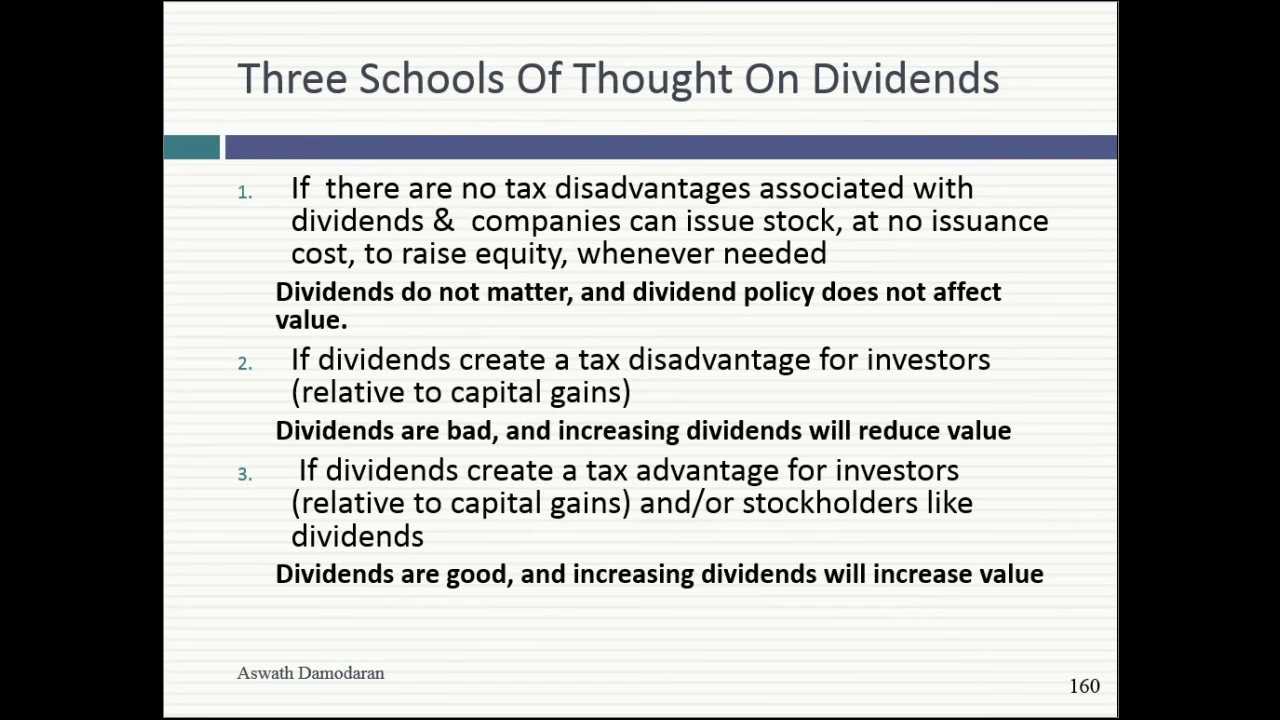 Three Schools Of Thought On Dividends
1. If there are no tax disadvantages associated with
dividends & companies can issue stock, at no issuance
cost, to raise equity, whenever needed
Dividends do not matter, and dividend policy does not affect
value.
2. If dividends create a tax disadvantage for investors
(relative to capital gains)
Dividends are bad, and increasing dividends will reduce value
3. If dividends create a tax advantage for investors
(relative to capital gains) and/or stockholders like
dividends
Dividends are good, and increasing dividends will increase value
Aswath Damodaran
160